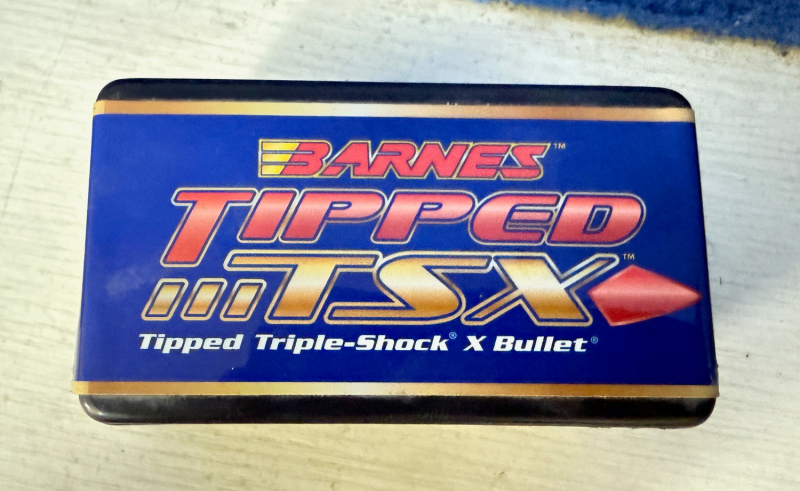 BARNES™
TIPPED
TSX™
Tipped Triple-Shock® X Bullet®